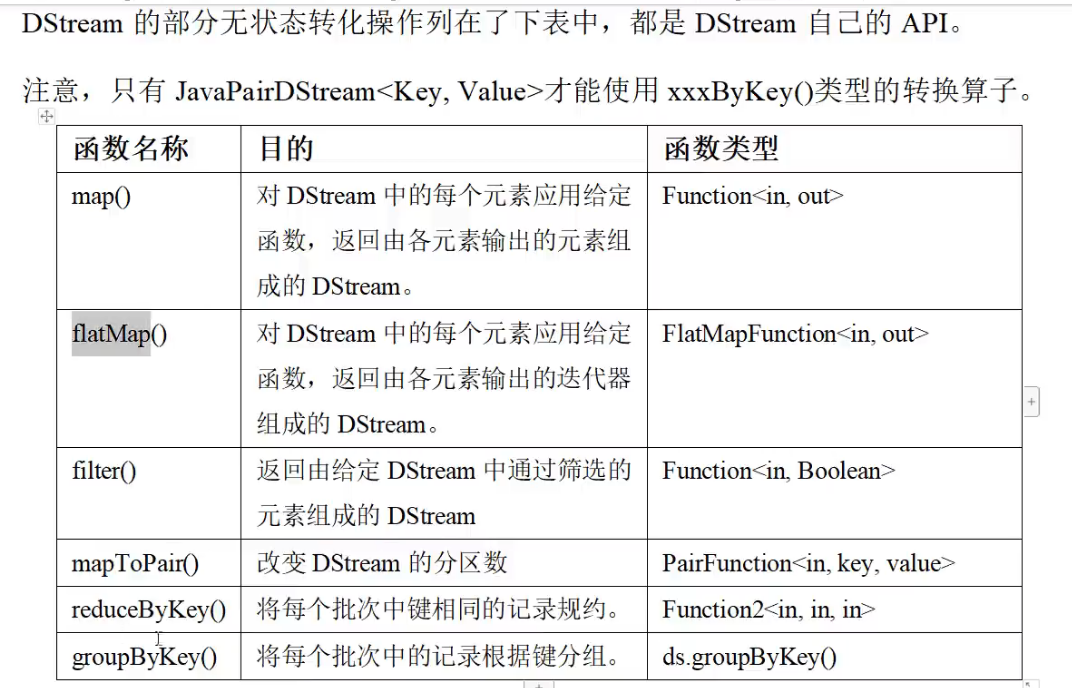 DStream 的部分无状态转化操作列在了下表中，都是 DStream 自己的 API。
注意，只有 JavaPairDStream<Key, Value>才能使用 xxxByKey()类型的转换算子。
函数名称 目的 函数类型
map() 对 DStream 中的每个元素应用给定 Function<in, out>
函数，返回由各元素输出的元素组
成的 DStream。
flatMap() 对 DStream 中的每个元素应用给定 FlatMapFunction<in, out>
函数，返回由各元素输出的迭代器
组成的 DStream。
filter() 返回由给定 DStream 中通过筛选的 Function<in, Boolean>
元素组成的 DStream
mapToPair() 改变 DStream 的分区数 PairFunction<in, key, value>
reduceByKey() 将每个批次中键相同的记录规约。 Function2<in, in, in>
groupByKey() 将每个批次中的记录根据键分组。 ds.groupByKey()